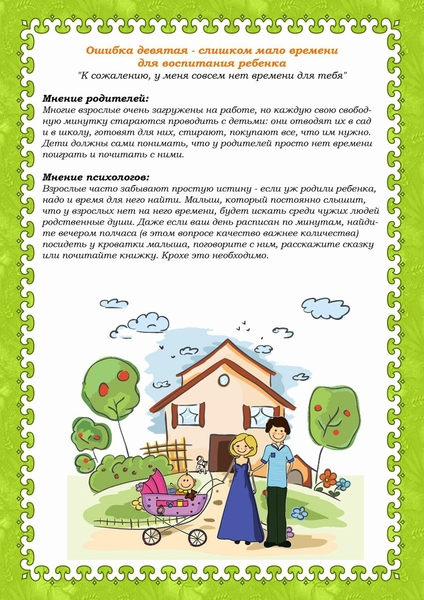 Ошибка девятая - слишком мало времени
для воспитания ребенка
"К сожалению, у меня совсем нет времени для тебя"
Мнение родителей:
Многие взрослые очень загружены на работе, но каждую свою свобод-
ную минутку стараются проводить с детьми: они отводят их в сад
и в школу, готовят для них, стирают, покупают все, что им нужно.
Дети должны сами понимать, что у родителей просто нет времени
поиграть и почитать с ними.
Мнение психологов:
Взрослые часто забывают простую истину - если уж родили ребенка,
надо и время для него найти. Малыш, который постоянно слышит,
что у взрослых нет на него времени, будет искать среди чужих людей
родственные души. Даже если ваш день расписан по минутам, найди-
те вечером полчаса (в этом вопросе качество важнее количества)
посидеть у кроватки малыша, поговорите с ним, расскажите сказку
или почитайте книжку. Крохе это необходимо.